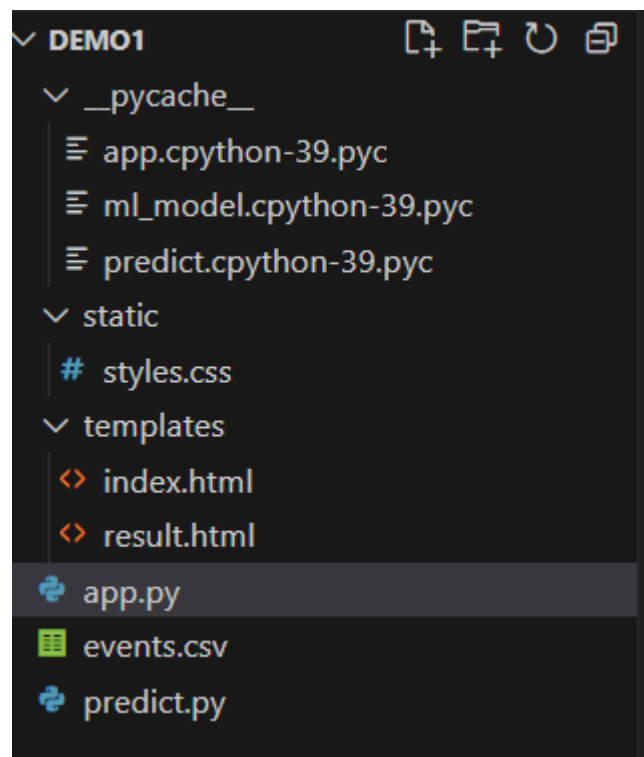 DEMO1
__pycache__
app.cpython-39.pyc
ml_model.cpython-39.pyc
predict.cpython-39.pyc
static
# styles.css
templates
<> index.html
<> result.html
app.py
events.csv
predict.py